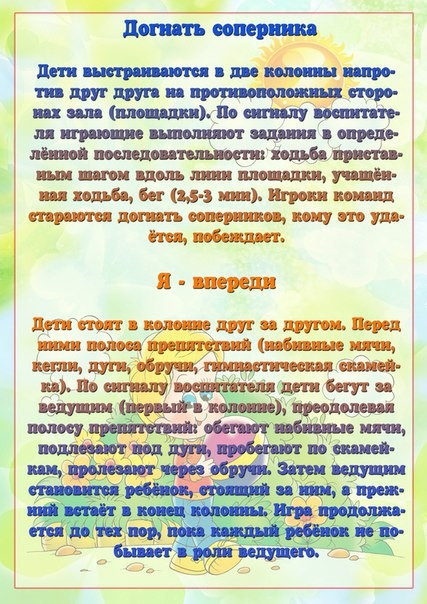 Догнать соперника
Дети выстраиваются в две колонны напро-
тив друг друга на противоположных сторо-
нах зала (площадки). По сигналу воспитате-
ля играющие выполняют задания в опреде-
лённой последовательности: ходьба пристав-
ным шагом вдоль линии площадки, учащён-
ная ходьба, бег (2,5-3 мин). Игроки команд
стараются догнать соперников, кому это уда-
ётся, побеждает.
Я - впереди
Дети стоят в колонне друг за другом. Перед
ними полоса препятствий (набивные мячи,
кегли, дуги, обручи, гимнастическая скамей-
ка). По сигналу воспитателя дети бегут за
ведущим (первый в колонне), преодолевая
полосу препятствий: обегают набивные мячи,
подлезают под дуги, пробегают по скамей-
кам, пролезают через обручи. Затем ведущим
становится ребёнок, стоящий за ним, а преж-
ний встаёт в конец колонны. Игра продолжа-
ется до тех пор, пока каждый ребёнок не по-
бывает в роли ведущего.